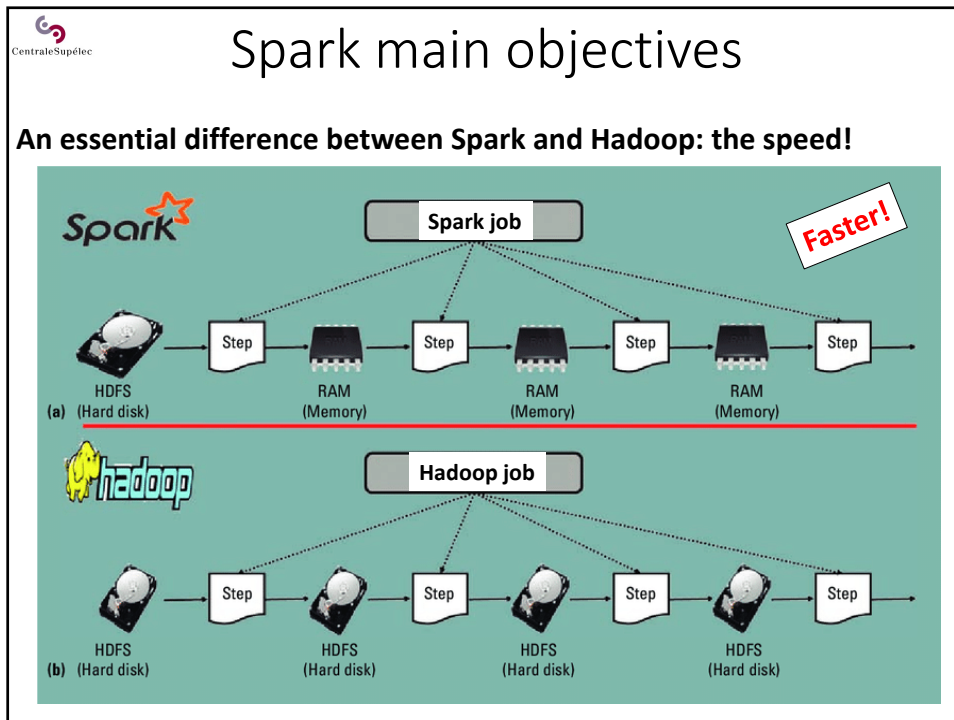 CentraleSupélec
Spark main objectives
An essential difference between Spark and Hadoop: the speed!
Spark
Spark job
Faster!
Step Step Step Step
HDFS RAM RAM RAM
(a) (Hard disk) (Memory) (Memory) (Memory)
hadoop
Hadoop job
Step Step Step Step
HDFS HDFS HDFS HDFS
(b) (Hard disk) (Hard disk) (Hard disk) (Hard disk)